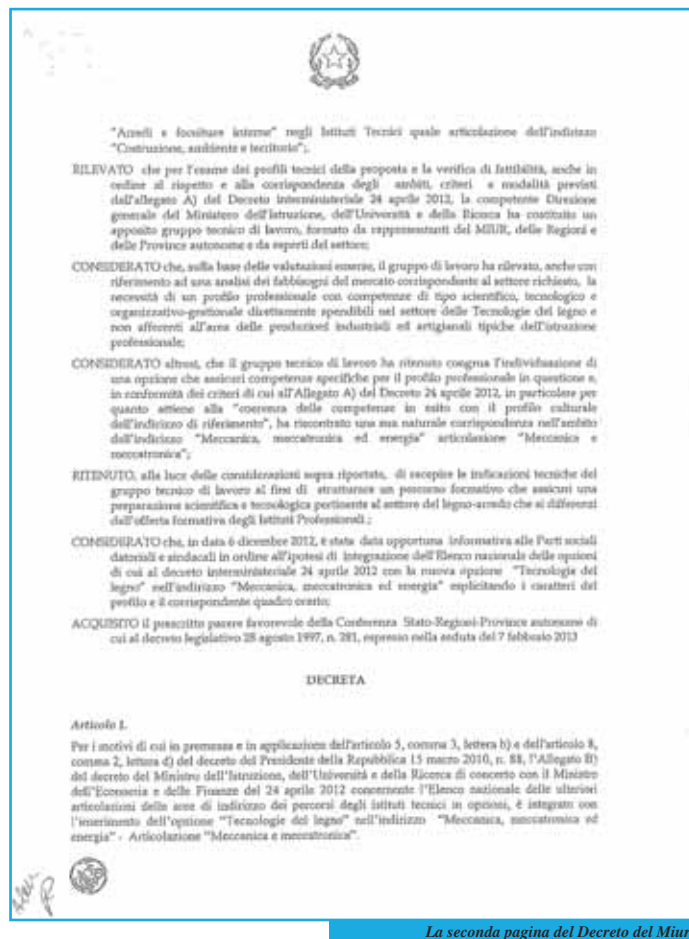 "Arredi e forniture interne" negli Istituti Tecnici quale articolazione dell'indirizzo
"Costruzione, ambiente e territorio";
RILEVATO che per l'esame dei profili tecnici della proposta e la verifica di fattibilità, anche in
ordine al rispetto e alla corrispondenza degli ambiti, criteri e modalità previsti
dall'allegato A) del Decreto interministeriale 24 aprile 2012, la competente Direzione
generale del Ministero dell'Istruzione, dell'Università e della Ricerca ha costituito un
apposito gruppo tecnico di lavoro, formato da rappresentanti del MIUR, delle Regioni e
delle Province autonome e da esperti del settore;
CONSIDERATO che, sulla base delle valutazioni emerse, il gruppo di lavoro ha rilevato, anche con
riferimento ad una analisi dei fabbisogni del mercato corrispondente al settore richiesto, la
necessità di un profilo professionale con competenze di tipo scientifico, tecnologico e
organizzativo-gestionale direttamente spendibili nel settore delle Tecnologie del legno e
non afferenti all'area delle produzioni industriali ed artigianali tipiche dell'istruzione
professionale;
CONSIDERATO altresì, che il gruppo tecnico di lavoro ha ritenuto congrua l'individuazione di
una opzione che assicuri competenze specifiche per il profilo professionale in questione e,
in conformità dei criteri di cui all'Allegato A) del Decreto 24 aprile 2012, in particolare per
quanto attiene alla "coerenza delle competenze in esito con il profilo culturale
dell'indirizzo di riferimento", ha riscontrato una sua naturale corrispondenza nell'ambito
dell'indirizzo "Meccanica, meccatronica ed energia" articolazione "Meccanica e
meccatronica";
RITENUTO, alla luce delle considerazioni sopra riportate, di recepire le indicazioni tecniche del
gruppo tecnico di lavoro al fine di strutturare un percorso formativo che assicuri una
preparazione scientifica e tecnologica pertinente al settore del legno-arredo che si differenzi
dall'offerta formativa degli Istituti Professionali.;
CONSIDERATO che, in data 6 dicembre 2012, è stata data opportuna informativa alle Parti sociali
datoriali e sindacali in ordine all'ipotesi di integrazione dell'Elenco nazionale delle opzioni
di cui al decreto interministeriale 24 aprile 2012 con la nuova opzione "Tecnologie del
legno" nell'indirizzo "Meccanica, meccatronica ed energia" esplicitando i caratteri del
profilo e il corrispondente quadro orario;
ACQUISITO il prescritto parere favorevole della Conferenza Stato-Regioni-Province autonome di
cui al decreto legislativo 28 agosto 1997, n. 281, espresso nella seduta del 7 febbraio 2013
DECRETA
Articolo 1.
Per i motivi di cui in premessa e in applicazione dell'articolo 5, comma 3, lettera b) e dell'articolo 8,
comma 2, lettera d) del decreto del Presidente della Repubblica 15 marzo 2010, n. 88, l'Allegato B)
del decreto del Ministro dell'Istruzione, dell'Università e della Ricerca di concerto con il Ministro
dell'Economia e delle Finanze del 24 aprile 2012 concernente l'Elenco nazionale delle ulteriori
articolazioni delle aree di indirizzo dei percorsi degli istituti tecnici in opzioni, è integrato con
l'inserimento dell'opzione "Tecnologie del legno" nell'indirizzo "Meccanica, meccatronica ed
energia" - Articolazione "Meccanica e meccatronica".
La seconda pagina del Decreto del Miur